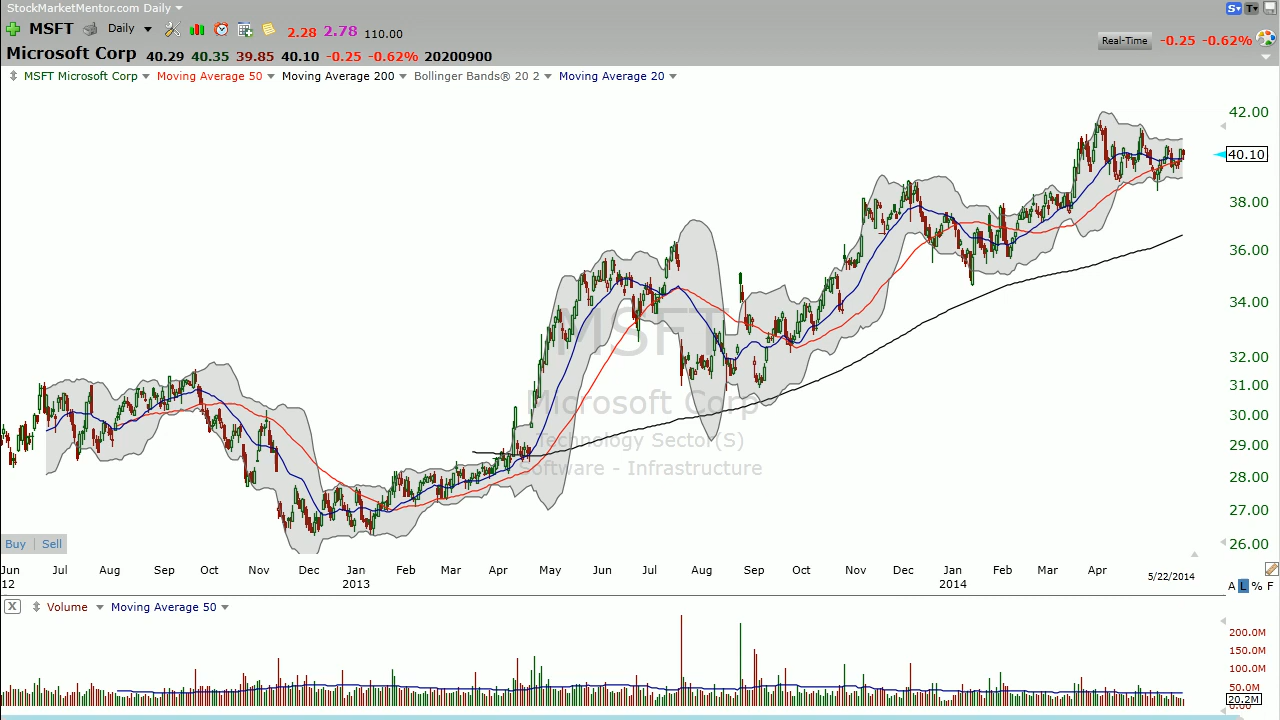 StockMarketMentor.com Daily
S T
MSFT Daily 2.28 2.78 110.00
Real-Time -0.25 -0.62%
Microsoft Corp 40.29 40.35 39.85 40.10 -0.25 -0.62% 20200900
MSFT Microsoft Corp Moving Average 50 Moving Average 200 Bollinger Bands® 20 2 Moving Average 20
42.00
40.10
38.00
36.00
34.00
32.00
31.00
30.00
29.00
28.00
27.00
26.00
MSFT
Microsoft Corp
Technology Sector(S)
Software - Infrastructure
Buy | Sell
Jun Jul Aug Sep Oct Nov Dec Jan Feb Mar Apr May Jun Jul Aug Sep Oct Nov Dec Jan Feb Mar Apr 5/22/2014
12 2013 2014
A L % F
X Volume Moving Average 50
200.0M
150.0M
100.0M
50.0M
20.2M
0.00